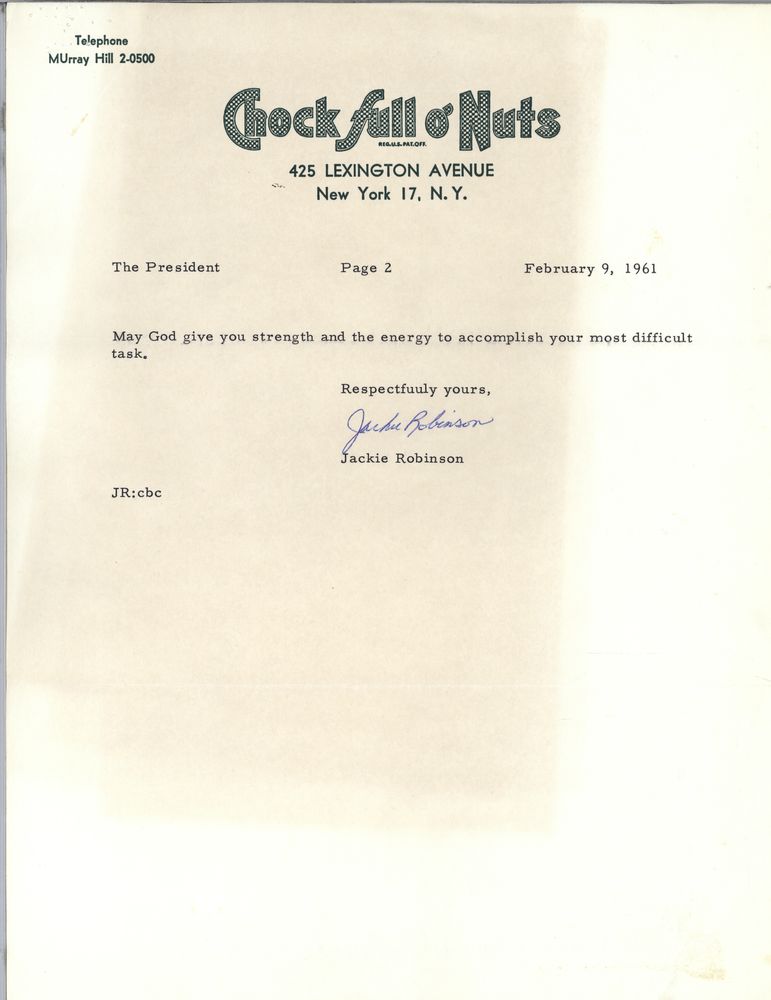 Telephone
MUrray Hill 2-0500
Chock full o' Nuts
REG.U.S.PAT.OFF.
425 LEXINGTON AVENUE
New York 17, N. Y.
The President Page 2 February 9, 1961
May God give you strength and the energy to accomplish your most difficult
task.
Respectfuuly yours,
Jackie Robinson
Jackie Robinson
JR:cbc